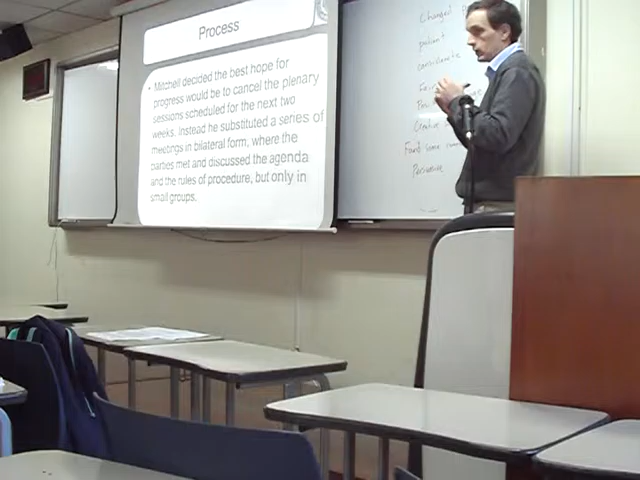 Process
• Mitchell decided the best hope for
progress would be to cancel the plenary
sessions scheduled for the next two
weeks. Instead he substituted a series of
meetings in bilateral form, where the
parties met and discussed the agenda
and the rules of procedure, but only in
small groups.
Changed
patient
Creative
Found some
Persuasive